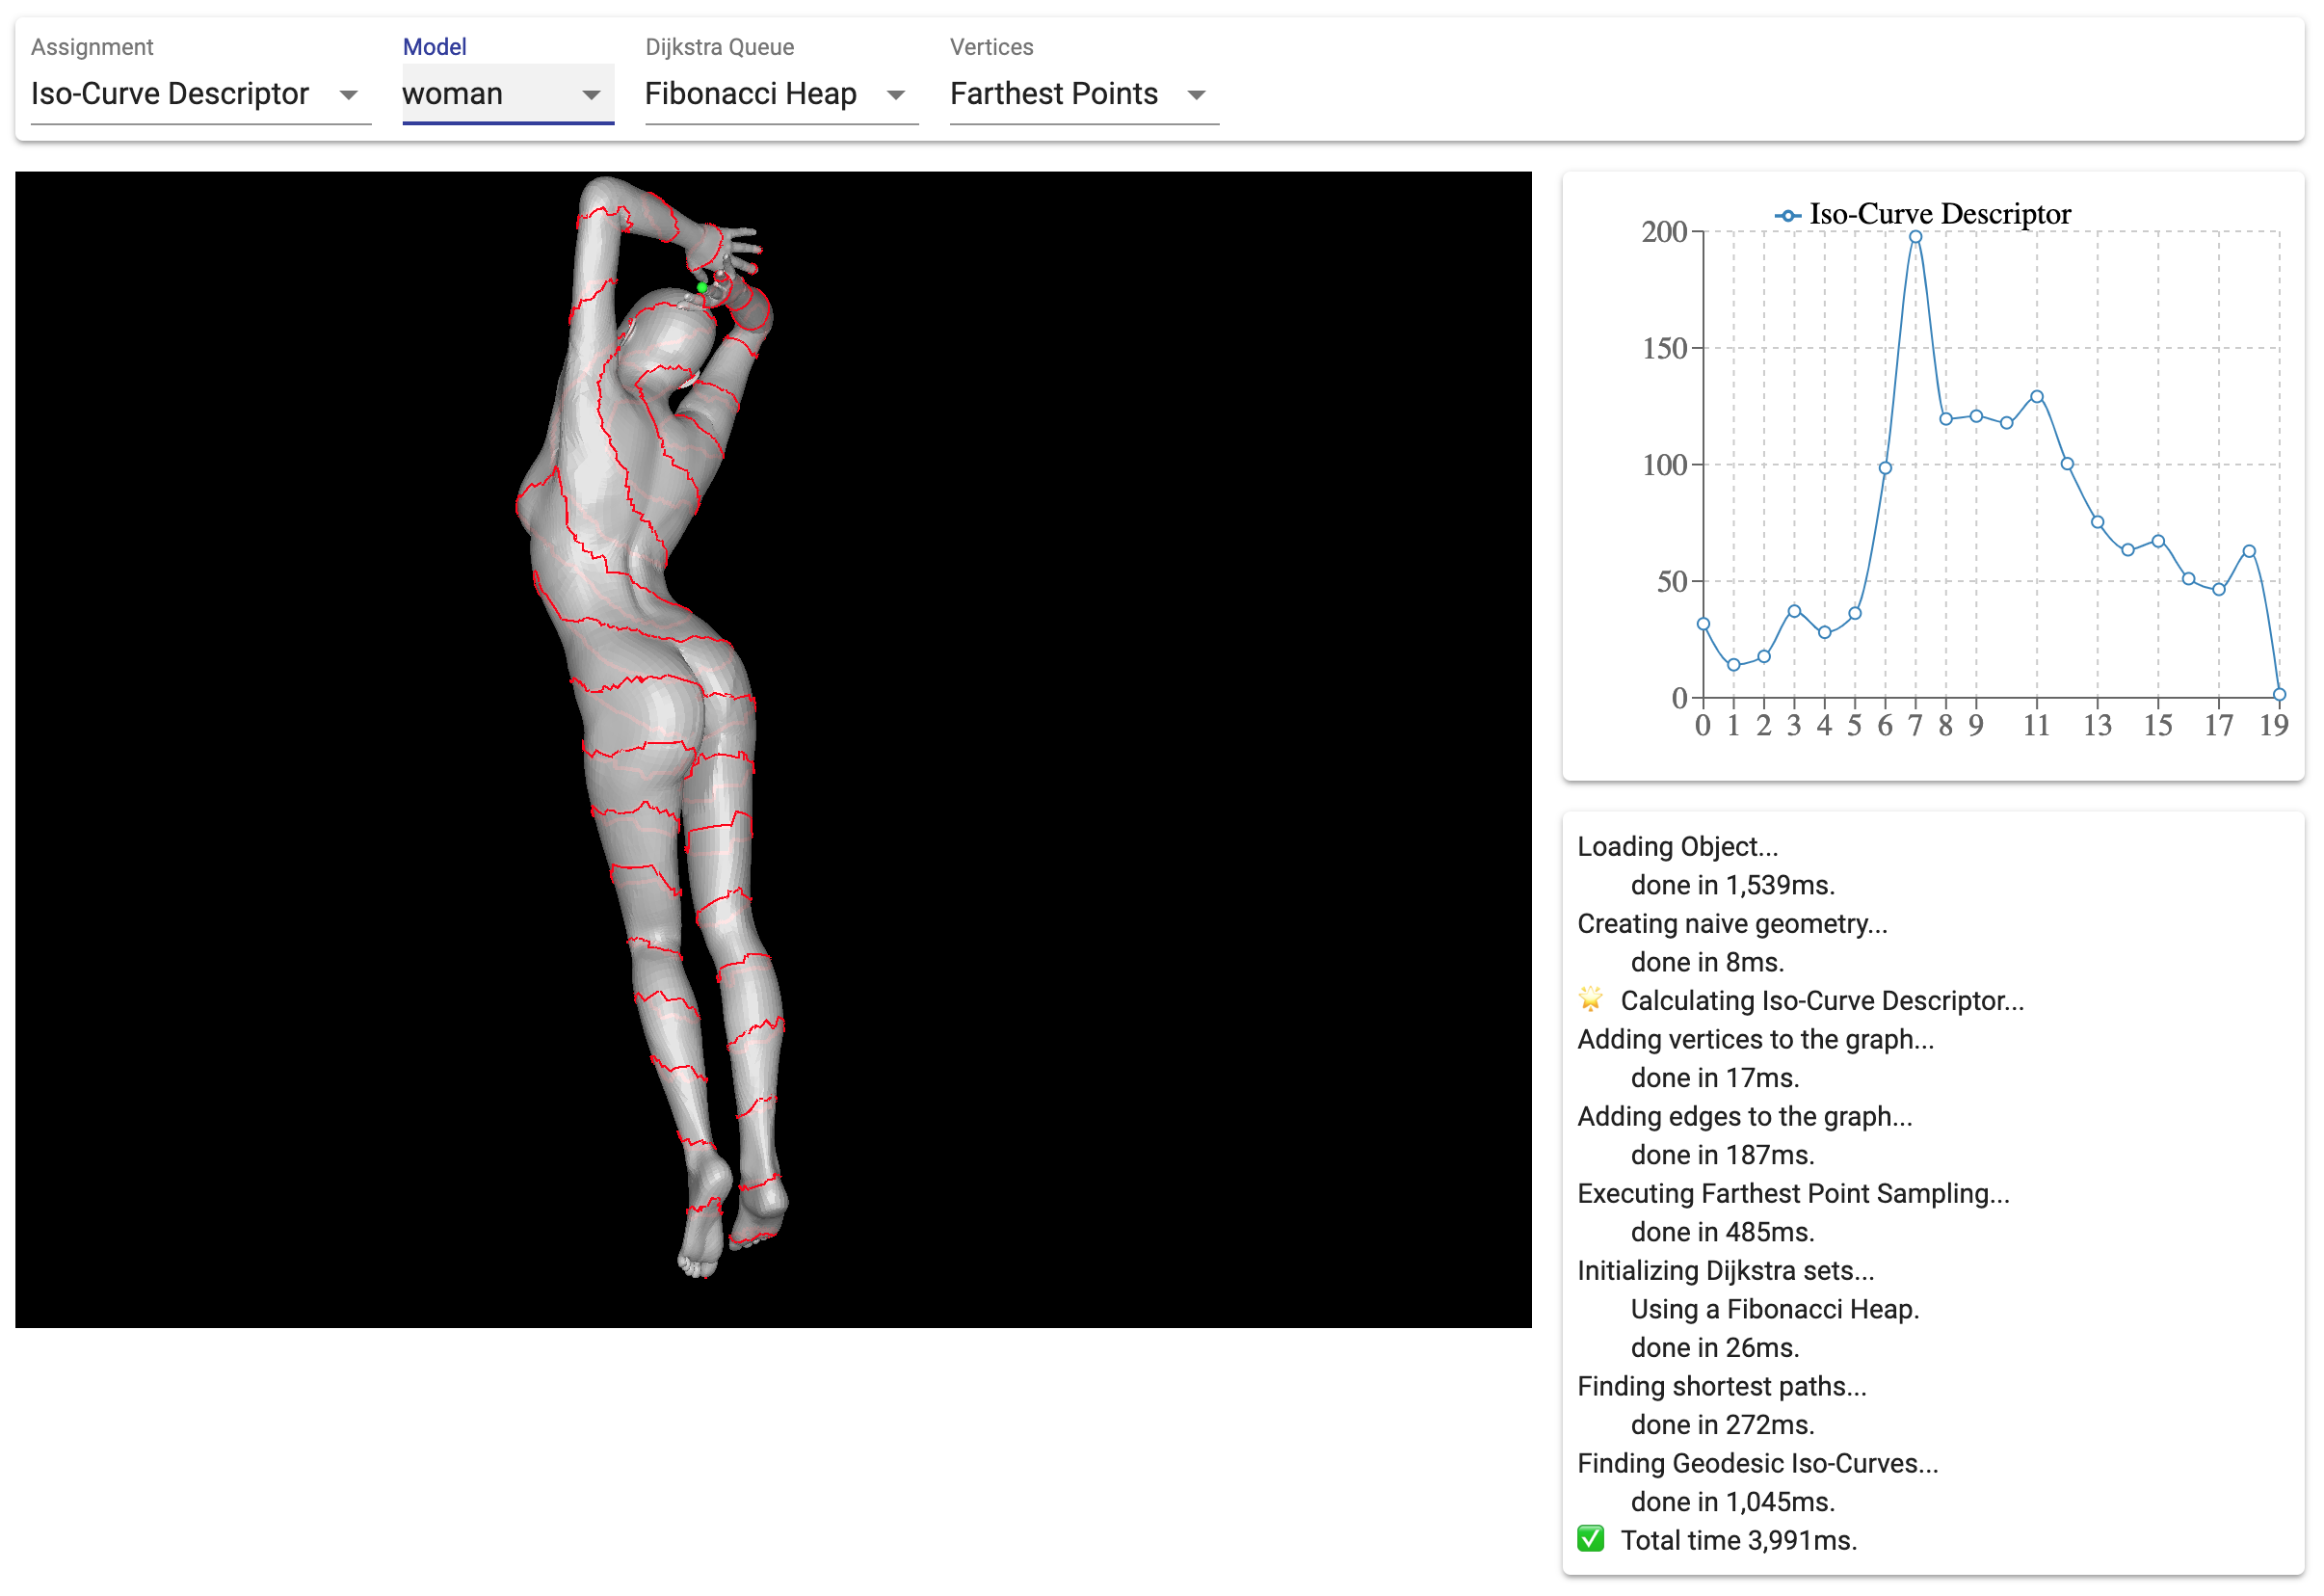 Assignment Model Dijkstra Queue Vertices
Iso-Curve Descriptor woman Fibonacci Heap Farthest Points
Iso-Curve Descriptor
200
150
100
50
0
0 1 2 3 4 5 6 7 8 9 11 13 15 17 19
Loading Object...
done in 1,539ms.
Creating naive geometry...
done in 8ms.
🌟 Calculating Iso-Curve Descriptor...
Adding vertices to the graph...
done in 17ms.
Adding edges to the graph...
done in 187ms.
Executing Farthest Point Sampling...
done in 485ms.
Initializing Dijkstra sets...
Using a Fibonacci Heap.
done in 26ms.
Finding shortest paths...
done in 272ms.
Finding Geodesic Iso-Curves...
done in 1,045ms.
✅ Total time 3,991ms.